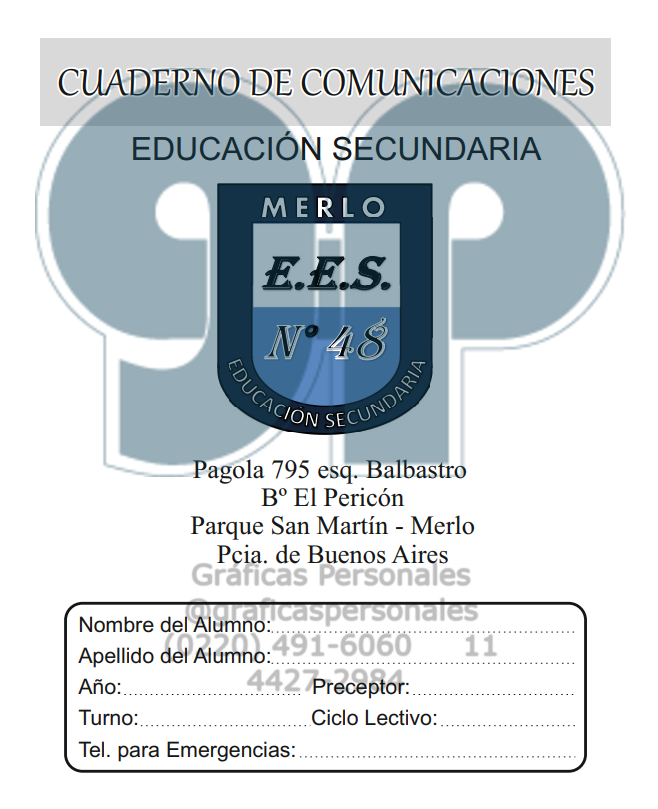 CUADERNO DE COMUNICACIONES
EDUCACIÓN SECUNDARIA
MERLO
E.E.S.
Nº 48
EDUCACIÓN SECUNDARIA
Pagola 795 esq. Balbastro
Bº El Pericón
Parque San Martín - Merlo
Pcia. de Buenos Aires
Gráficas Personales
@graficaspersonales
Nombre del Alumno:
(0220) 491-6060 11
Apellido del Alumno:
4427-2984
Año: Preceptor:
Turno: Ciclo Lectivo:
Tel. para Emergencias:
gp